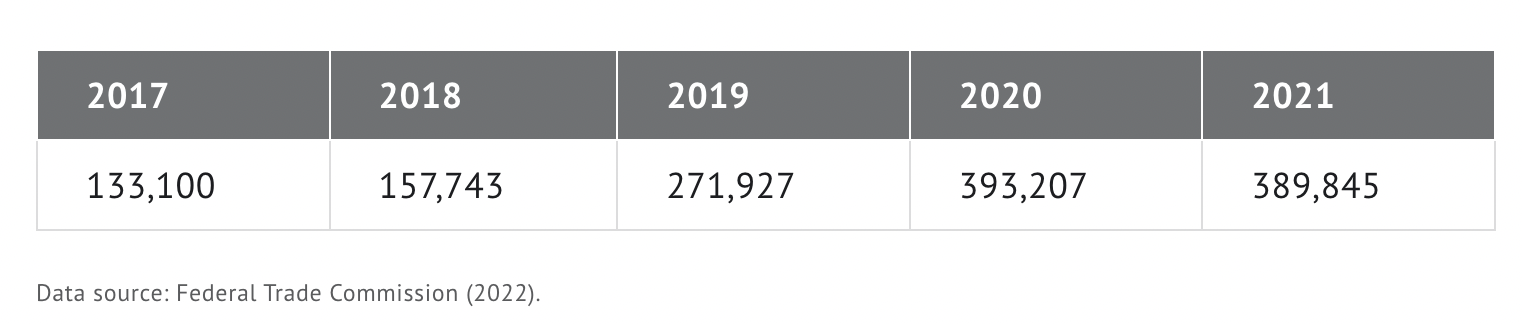 2017 2018 2019 2020 2021
133,100 157,743 271,927 393,207 389,845
Data source: Federal Trade Commission (2022).